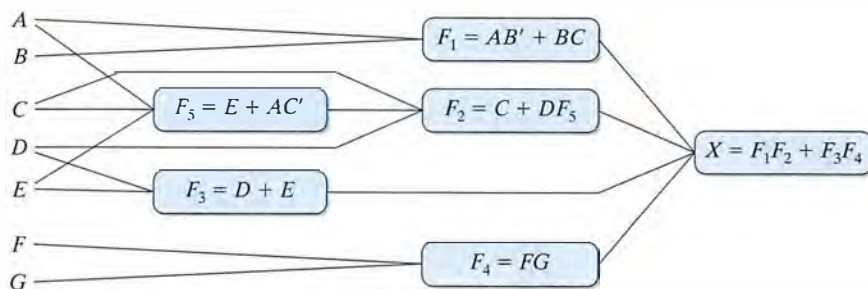 A
B
C
D
E
F
G
F₁ = AB′ + BC
F₅ = E + AC′
F₂ = C + DF₅
F₃ = D + E
F₄ = FG
X = F₁F₂ + F₃F₄